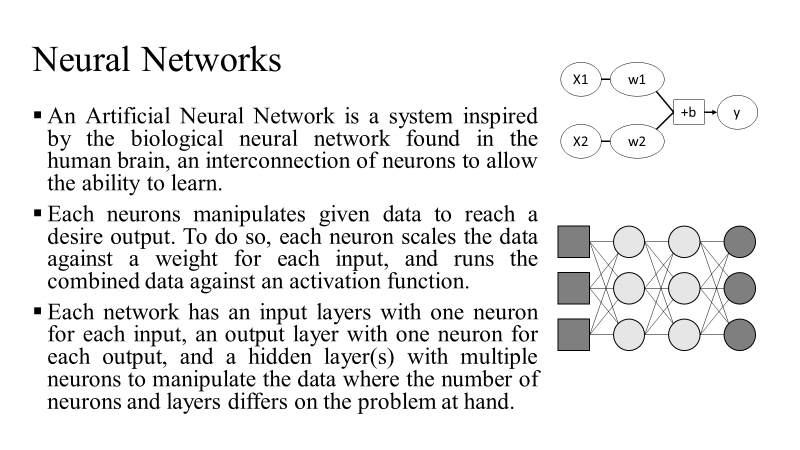 Neural Networks
▪ An Artificial Neural Network is a system inspired
by the biological neural network found in the
human brain, an interconnection of neurons to allow
the ability to learn.
▪ Each neurons manipulates given data to reach a
desire output. To do so, each neuron scales the data
against a weight for each input, and runs the
combined data against an activation function.
▪ Each network has an input layers with one neuron
for each input, an output layer with one neuron for
each output, and a hidden layer(s) with multiple
neurons to manipulate the data where the number of
neurons and layers differs on the problem at hand.
X1 w1
+b y
X2 w2